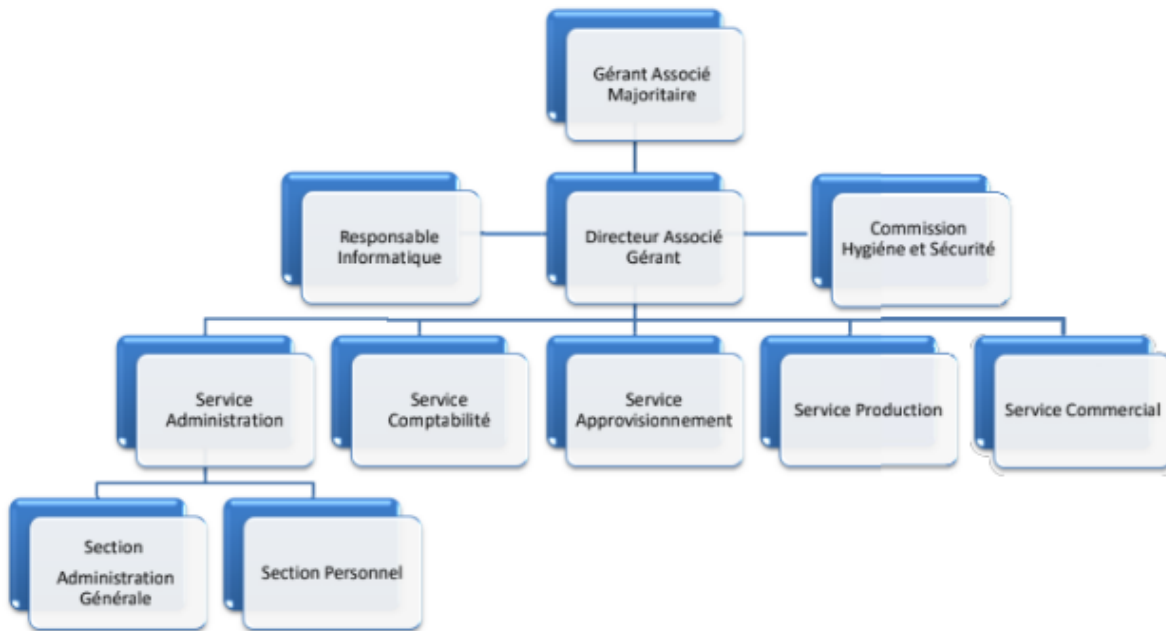 Gérant Associé
Majoritaire
Responsable
Informatique
Directeur Associé
Gérant
Commission
Hygiéne et Sécurité
Service
Administration
Service
Comptabilité
Service
Approvisionnement
Service Production
Service Commercial
Section
Administration
Générale
Section Personnel